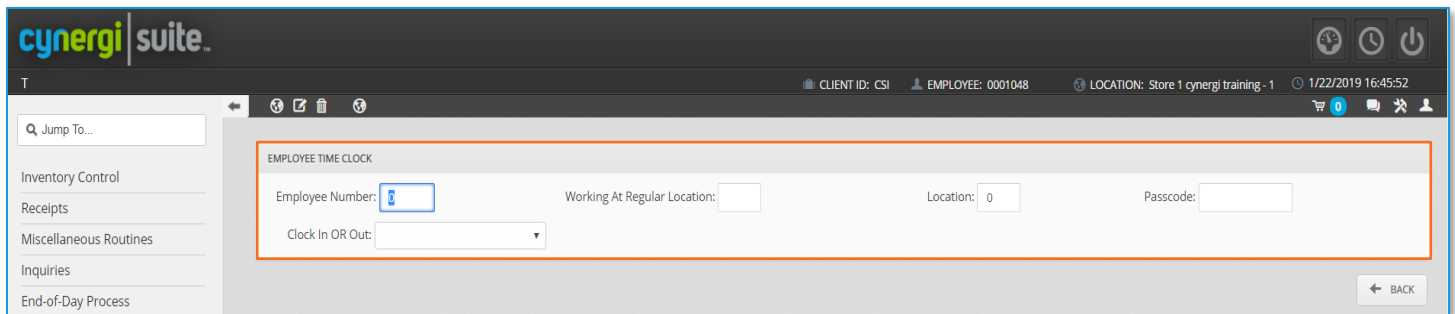 cynergi suite™
T
CLIENT ID: CSI EMPLOYEE: 0001048 LOCATION: Store 1 cynergi training - 1 1/22/2019 16:45:52
0
Jump To...
EMPLOYEE TIME CLOCK
Inventory Control
Employee Number: 0 Working At Regular Location: Location: 0 Passcode:
Receipts
Clock In OR Out:
Miscellaneous Routines
Inquiries
End-of-Day Process
BACK